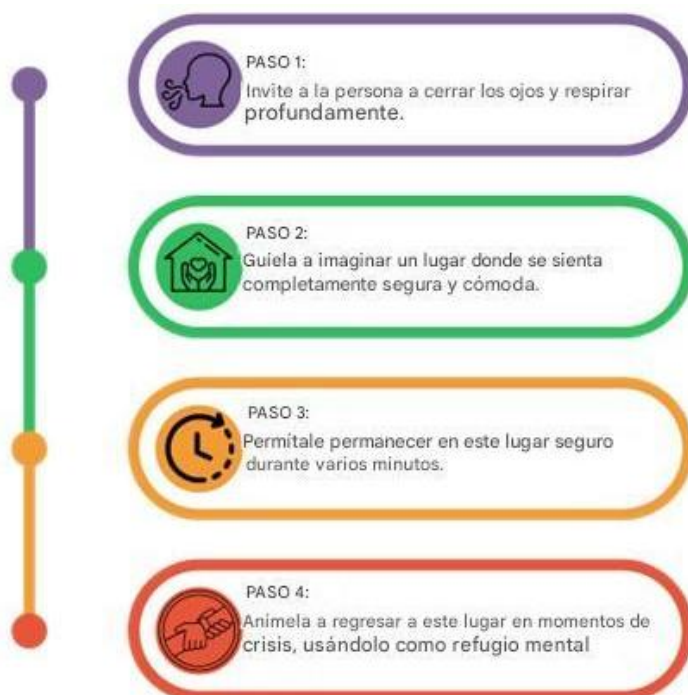 PASO 1:
Invite a la persona a cerrar los ojos y respirar
profundamente.
PASO 2:
Guíela a imaginar un lugar donde se sienta
completamente segura y cómoda.
PASO 3:
Permítale permanecer en este lugar seguro
durante varios minutos.
PASO 4:
Anímela a regresar a este lugar en momentos de
crisis, usándolo como refugio mental